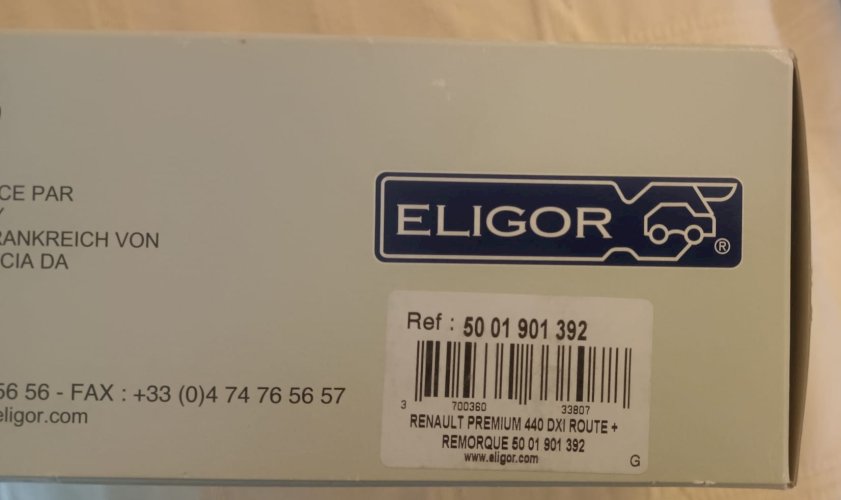 CE PAR
RANKREICH VON
CIA DA
56 56 - FAX : +33 (0)4 74 76 56 57
eligor.com
ELIGOR ®
Ref : 50 01 901 392
3 700360 33807
RENAULT PREMIUM 440 DXI ROUTE +
REMORQUE 50 01 901 392
www.eligor.com
G